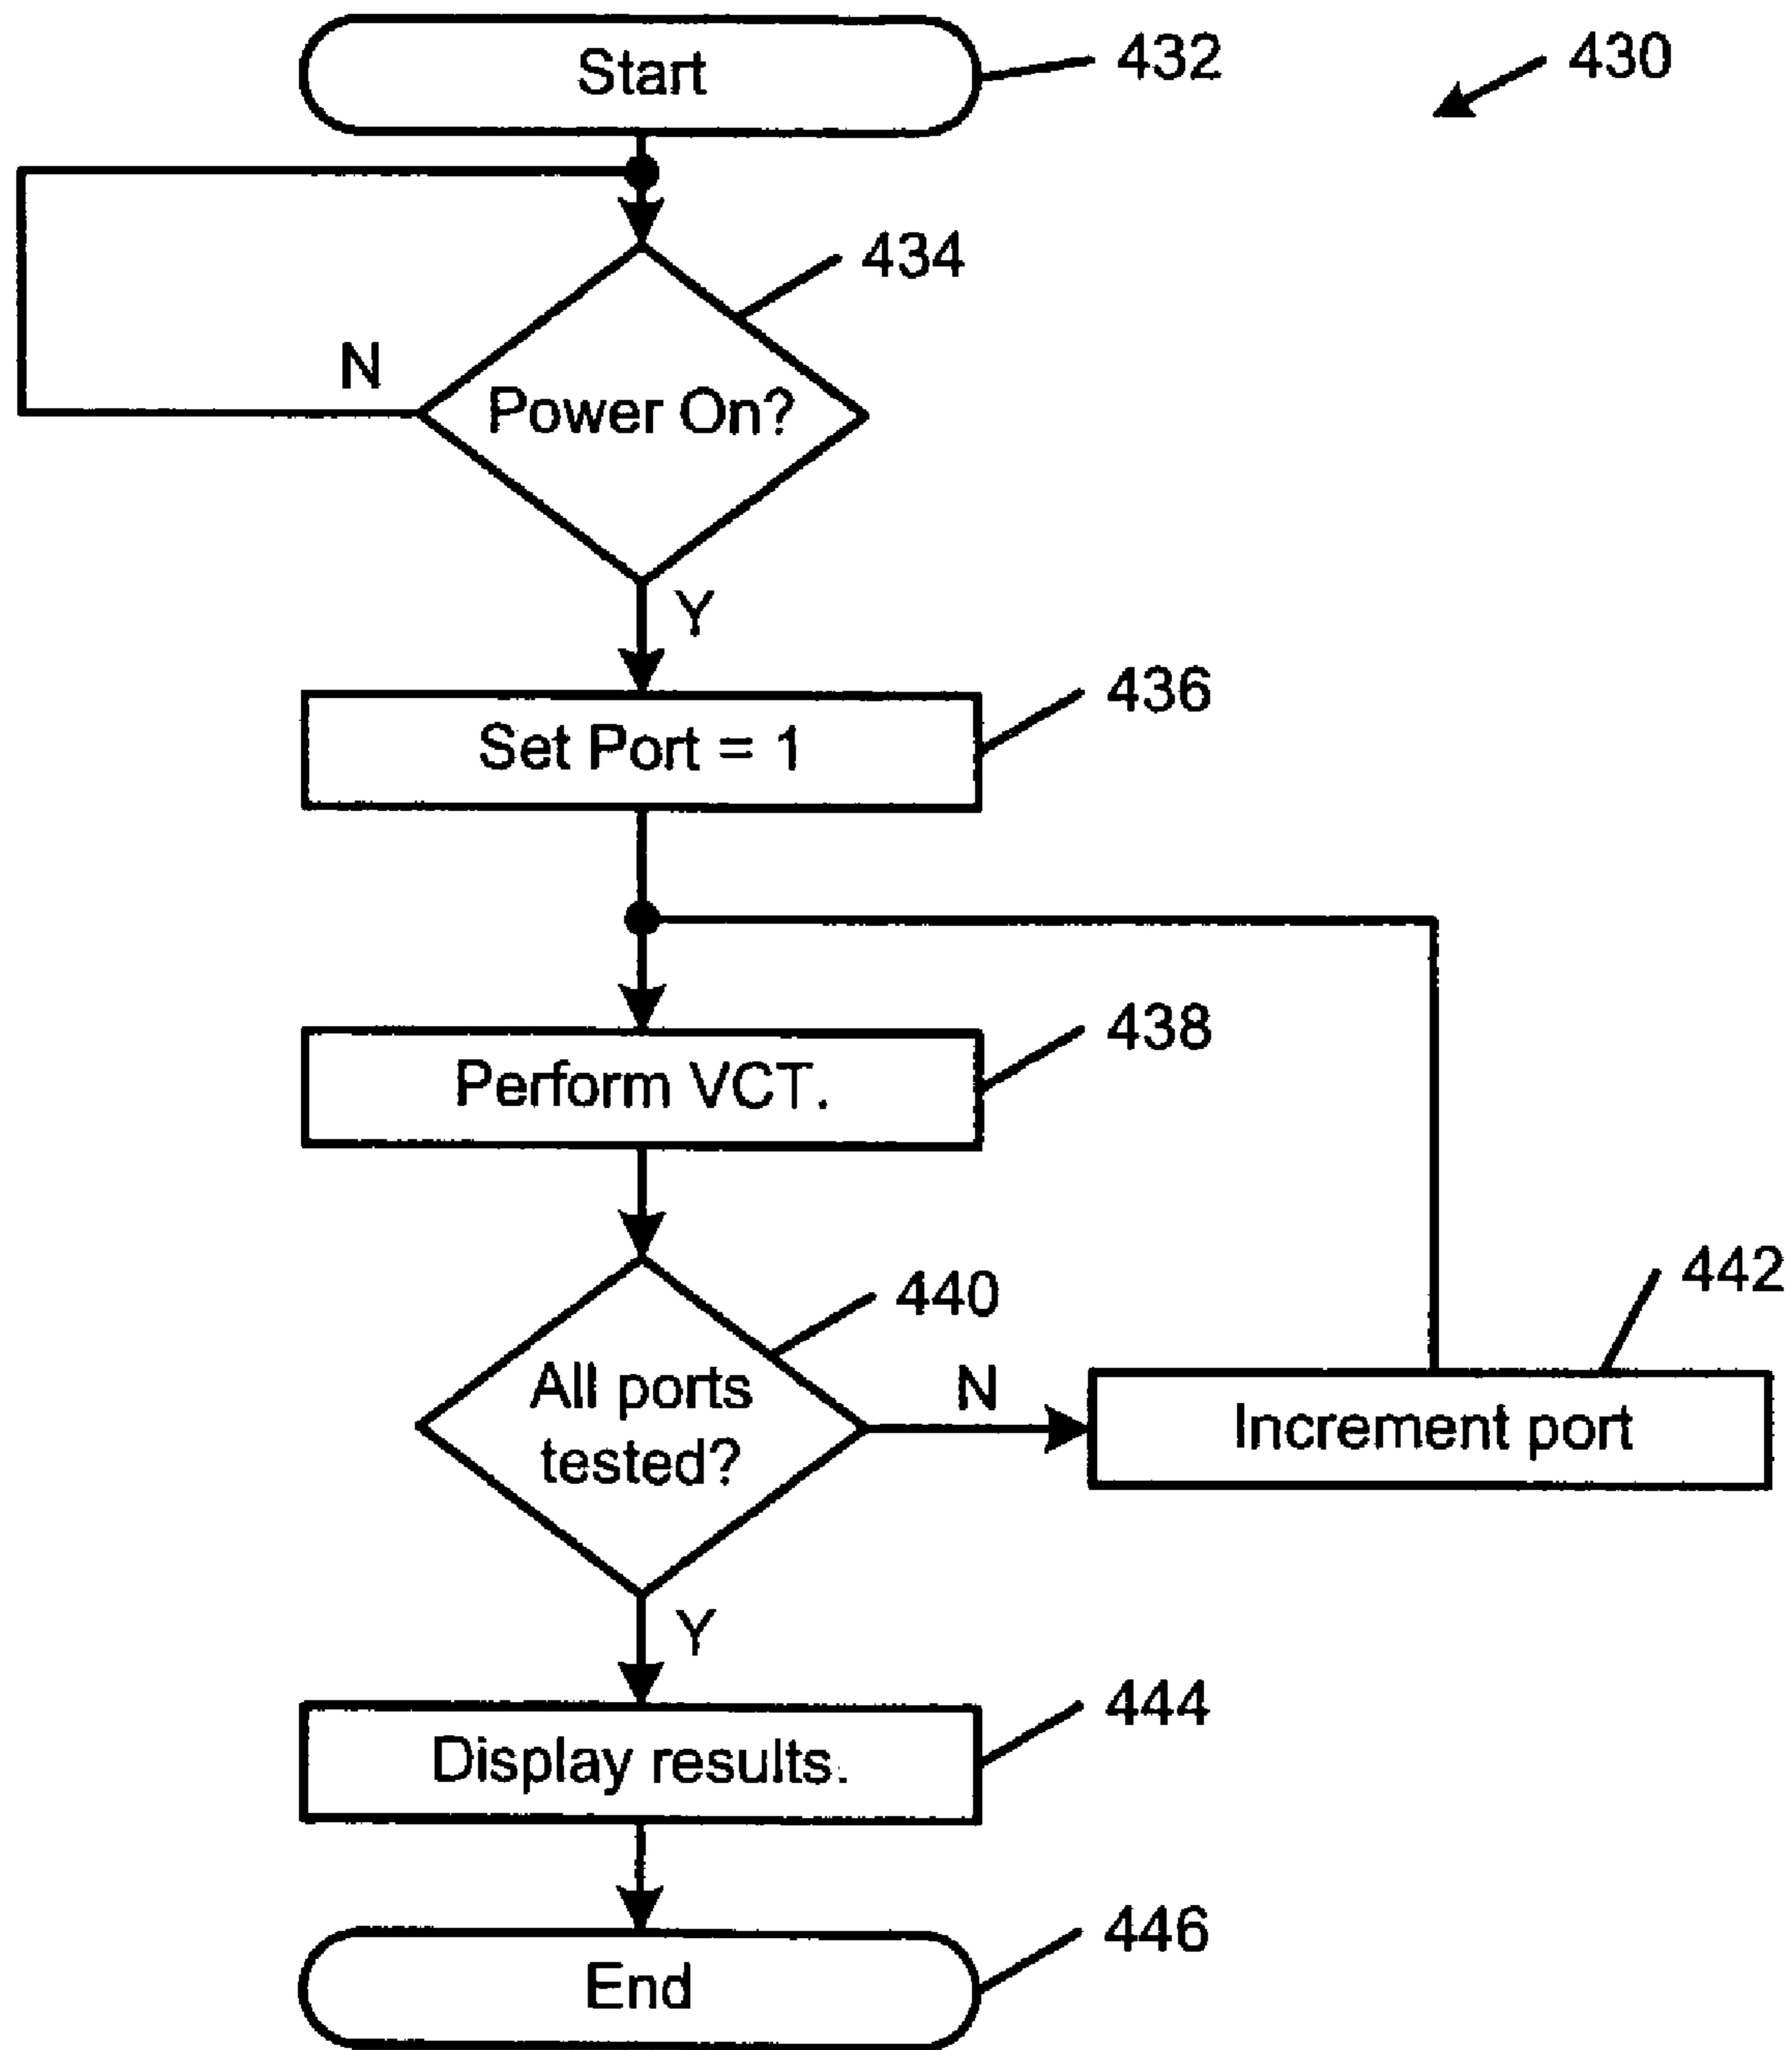 Start
432
430
434
N
Power On?
Y
436
Set Port = 1
438
Perform VCT.
440
442
All ports
tested?
N
Increment port
Y
444
Display results.
446
End